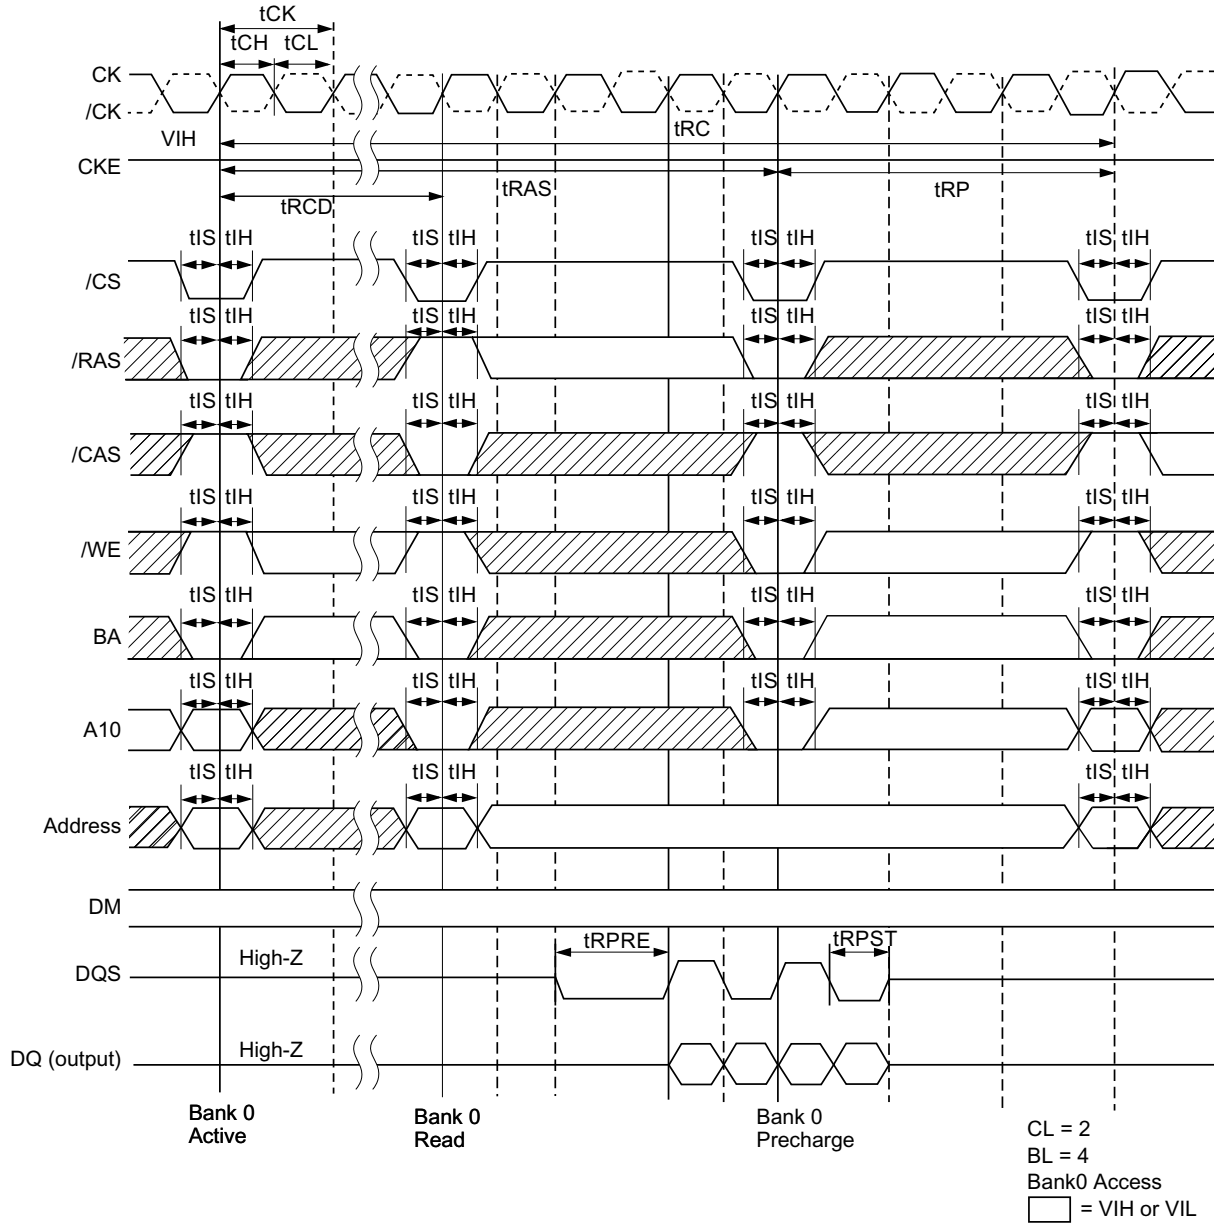 tCK
tCH tCL
CK
/CK
VIH
tRC
CKE
tRAS
tRP
tRCD
tIS tIH tIS tIH tIS tIH tIS tIH
/CS
tIS tIH tIS tIH tIS tIH tIS tIH
/RAS
tIS tIH tIS tIH tIS tIH tIS tIH
/CAS
tIS tIH tIS tIH tIS tIH tIS tIH
/WE
tIS tIH tIS tIH tIS tIH tIS tIH
BA
tIS tIH tIS tIH tIS tIH tIS tIH
A10
tIS tIH tIS tIH tIS tIH
Address
DM
tRPRE tRPST
High-Z
DQS
High-Z
DQ (output)
Bank 0
Active
Bank 0
Read
Bank 0
Precharge
CL = 2
BL = 4
Bank0 Access
= VIH or VIL